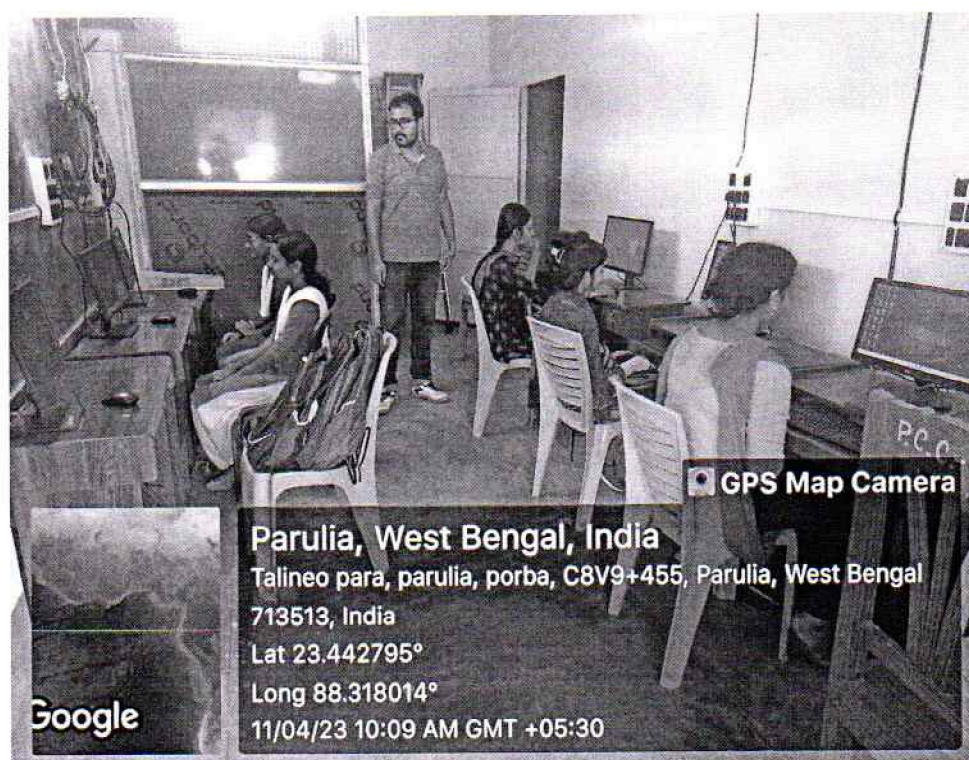 P.C.C
GPS Map Camera
Parulia, West Bengal, India
Talineo para, parulia, porba, C8V9+455, Parulia, West Bengal
713513, India
Lat 23.442795°
Long 88.318014°
11/04/23 10:09 AM GMT +05:30
Google